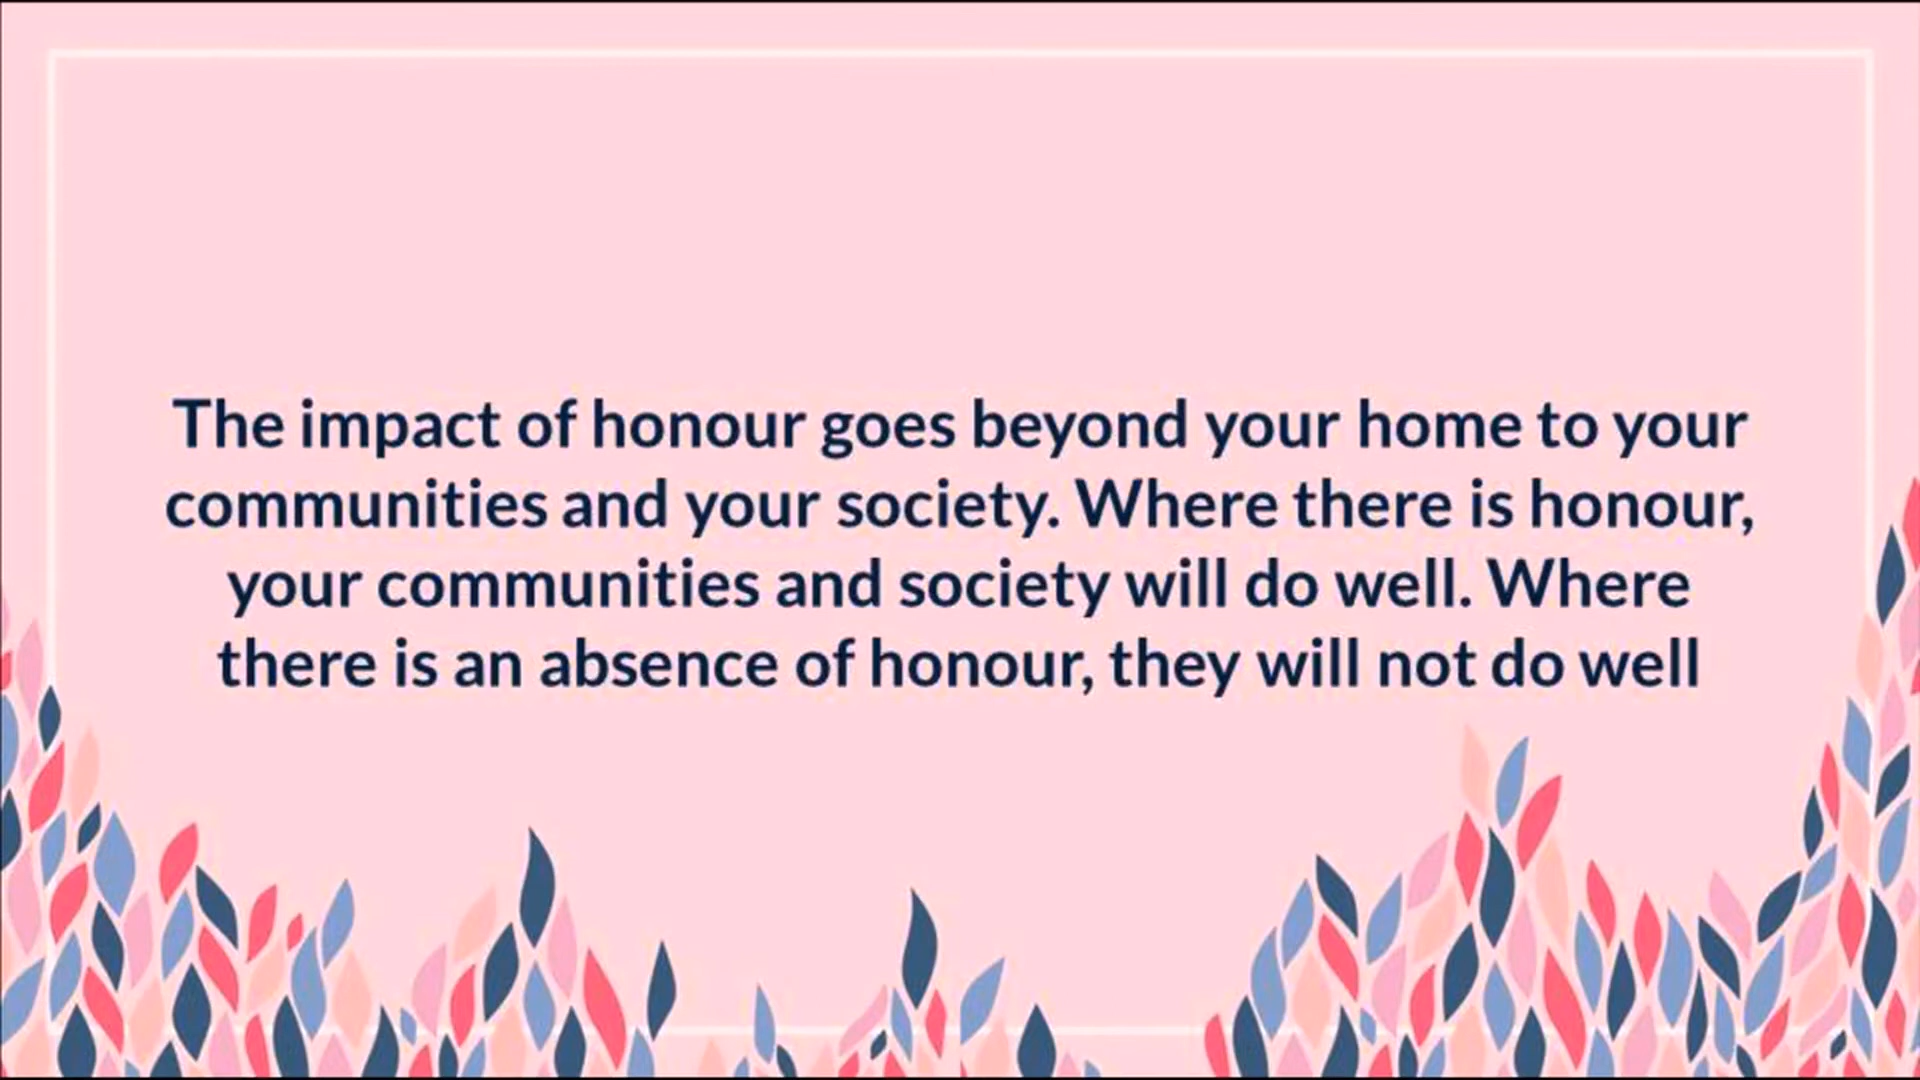 The impact of honour goes beyond your home to your
communities and your society. Where there is honour,
your communities and society will do well. Where
there is an absence of honour, they will not do well